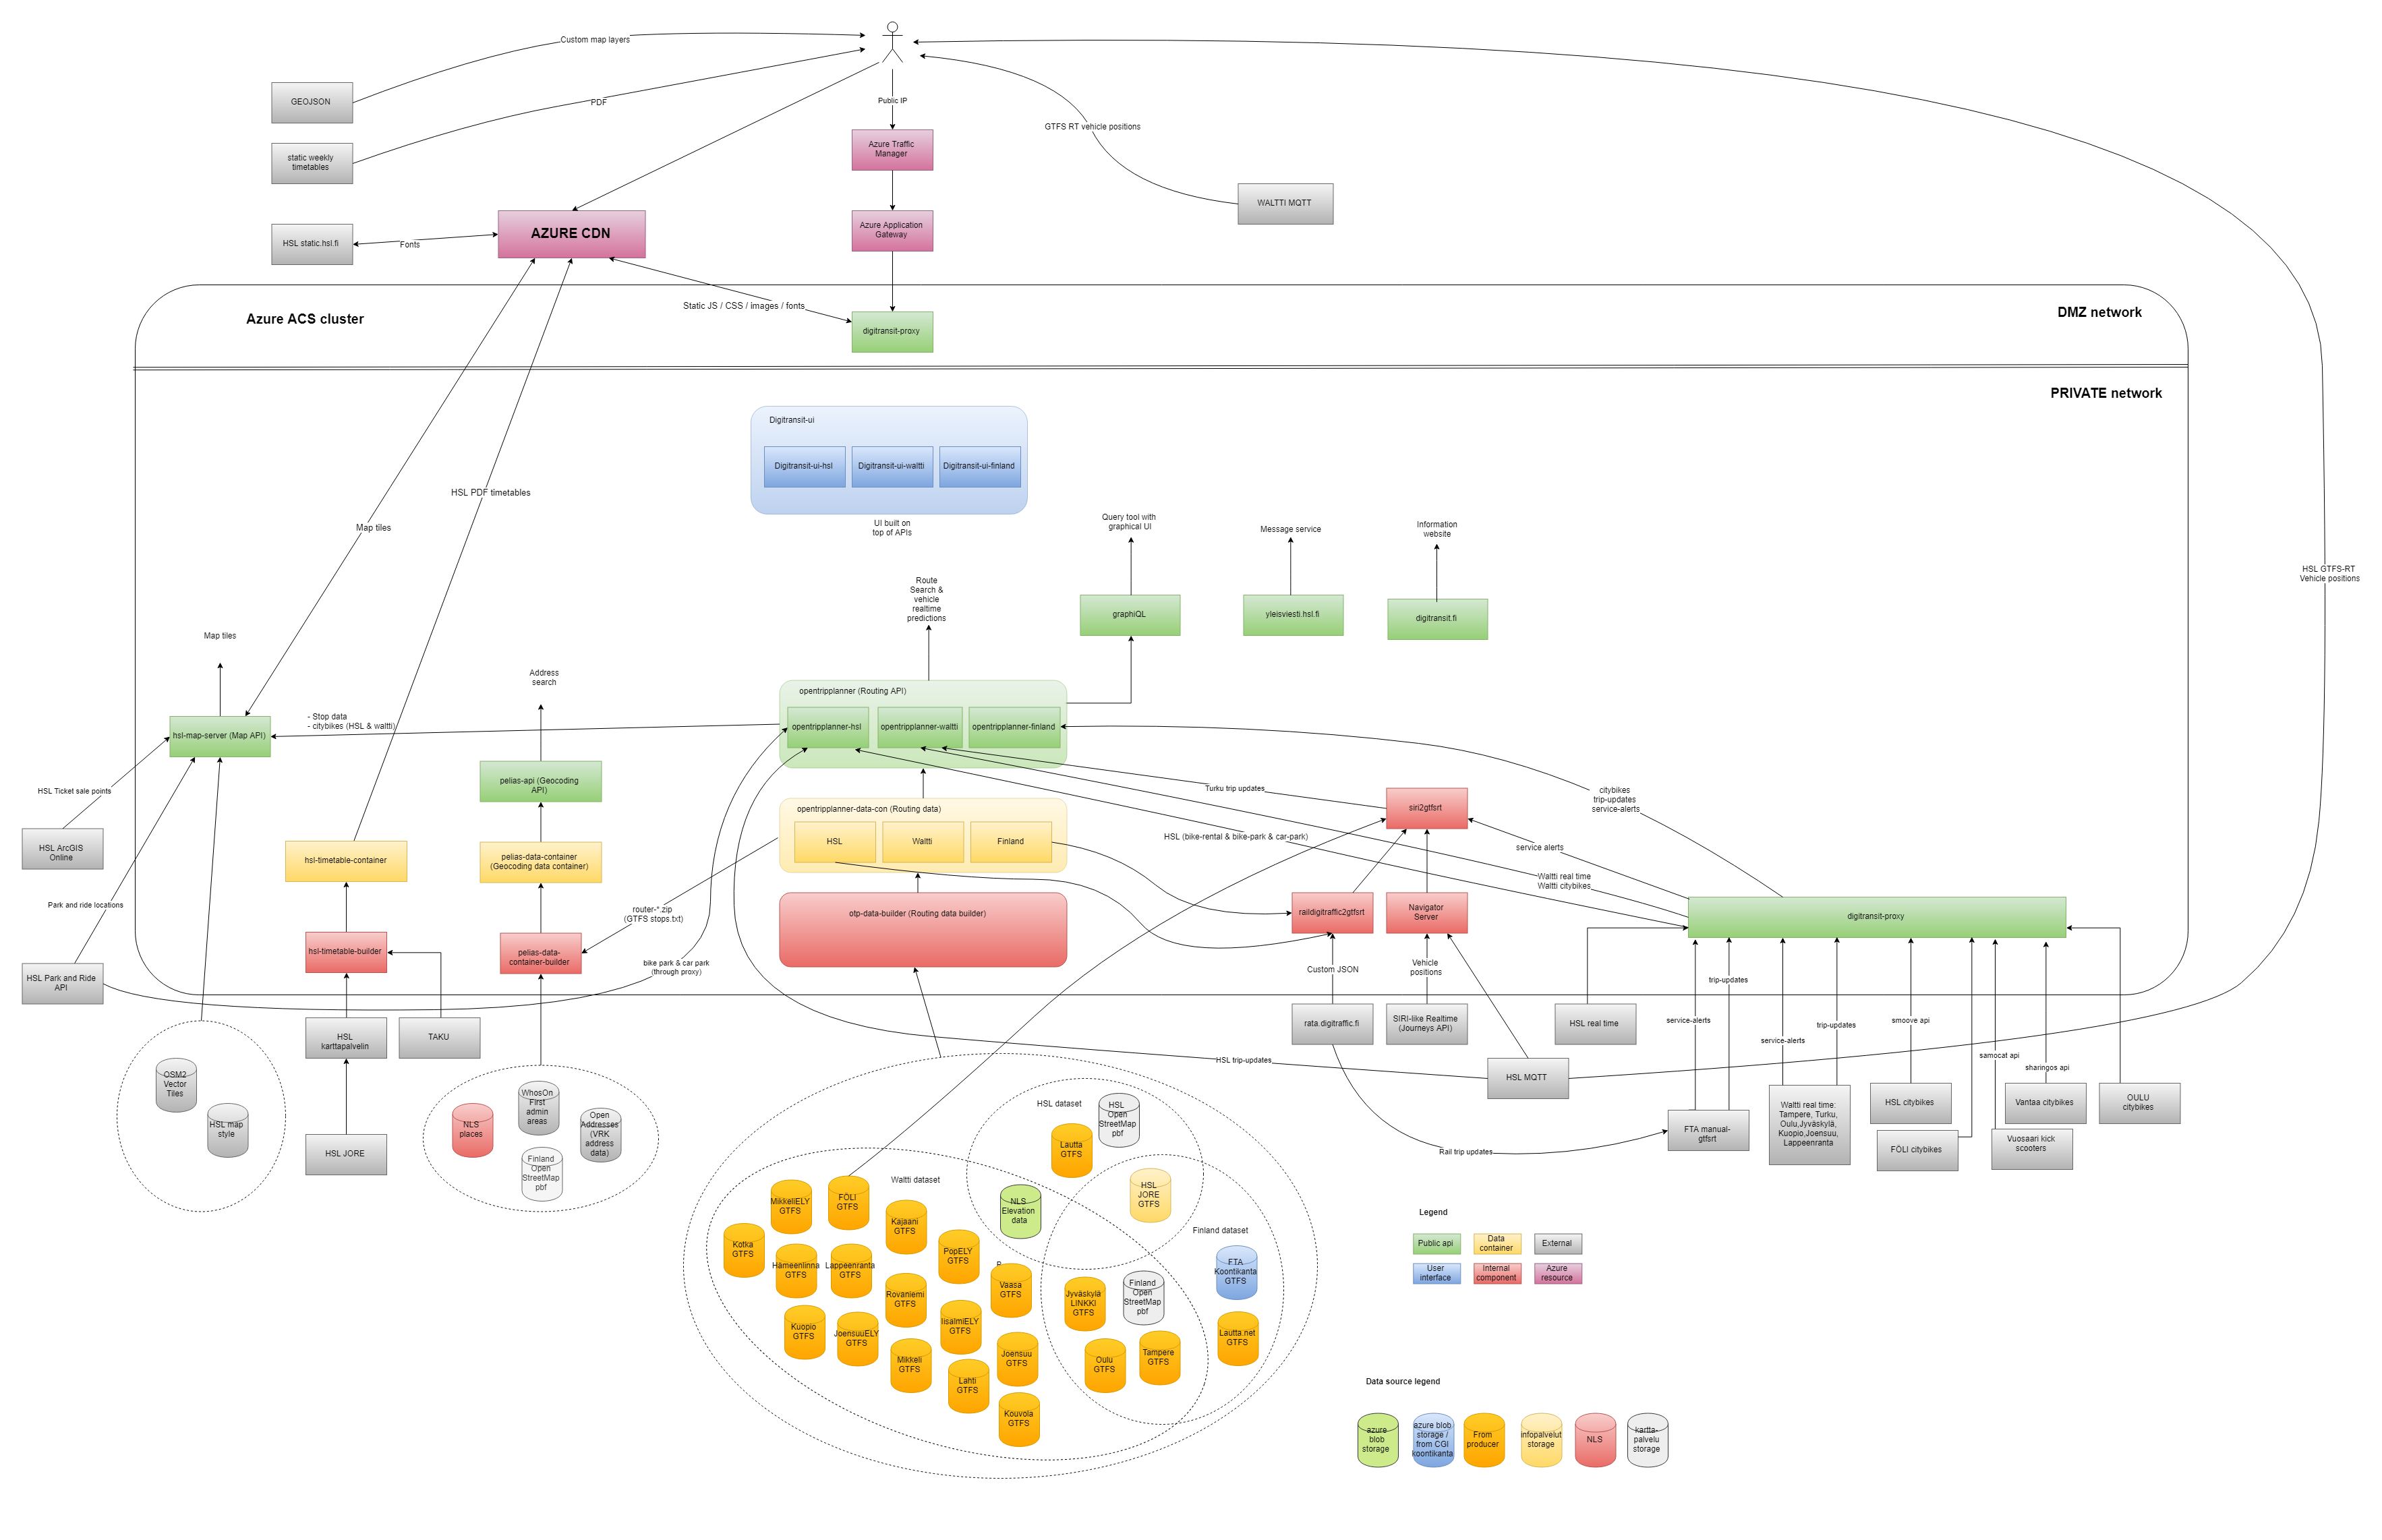 Custom map layers
GEOJSON
PDF
Public IP
static weekly
timetables
Azure Traffic
Manager
GTFS RT vehicle positions
WALTTI MQTT
HSL static.hsl.fi
Fonts
AZURE CDN
Azure Application
Gateway
Static JS / CSS / images / fonts
Azure ACS cluster
digitransit-proxy
DMZ network
PRIVATE network
Digitransit-ui
Digitransit-ui-hsl
Digitransit-ui-waltti
Digitransit-ui-finland
UI built on
top of APIs
HSL PDF timetables
Map tiles
Query tool with
graphical UI
Message service
Information
website
HSL GTFS-RT
Vehicle positions
Route
Search &
vehicle
realtime
predictions
graphiQL
yleisviesti.hsl.fi
digitransit.fi
Map tiles
Address
search
opentripplanner (Routing API)
opentripplanner-hsl
opentripplanner-waltti
opentripplanner-finland
- Stop data
- citybikes (HSL & waltti)
hsl-map-server (Map API)
pelias-api (Geocoding
API)
HSL Ticket sale points
HSL ArcGIS
Online
Turku trip updates
siri2gtfsrt
citybikes
trip-updates
service-alerts
opentripplanner-data-con (Routing data)
HSL
Waltti
Finland
HSL (bike-rental & bike-park & car-park)
service alerts
hsl-timetable-container
pelias-data-container
(Geocoding data container)
Waltti real time
Waltti citybikes
Park and ride locations
router-*.zip
(GTFS stops.txt)
otp-data-builder (Routing data builder)
raildigitraffic2gtfsrt
Navigator
Server
digitransit-proxy
hsl-timetable-builder
pelias-data-
container-builder
bike park & car park
(through proxy)
Custom JSON
Vehicle
positions
trip-updates
HSL Park and Ride
API
HSL
karttapalvelin
TAKU
rata.digitraffic.fi
SIRI-like Realtime
(Journeys API)
HSL real time
service-alerts
trip-updates
smoove api
service-alerts
samocat api
sharingos api
HSL trip-updates
HSL MQTT
OSM2
Vector
Tiles
HSL map
style
HSL JORE
NLS
places
WhosOn
First
admin
areas
Open
Addresses
(VRK
address
data)
Finland
Open
StreetMap
pbf
FTA manual-
gtfsrt
Waltti real time:
Tampere, Turku,
Oulu,Jyväskylä,
Kuopio,Joensuu,
Lappeenranta
HSL citybikes
FÖLI citybikes
Vuosaari kick
scooters
Vantaa citybikes
OULU
citybikes
Rail trip updates
HSL dataset
HSL
Open
StreetMap
pbf
Lautta
GTFS
Waltti dataset
NLS
Elevation
data
HSL
JORE
GTFS
Finland dataset
FTA
Koontikanta
GTFS
MikkeliELY
GTFS
FÖLI
GTFS
Kajaani
GTFS
Kotka
GTFS
Hämeenlinna
GTFS
Lappeenranta
GTFS
PopELY
GTFS
P
Vaasa
GTFS
Rovaniemi
GTFS
Jyväskylä
LINKKI
GTFS
Finland
Open
StreetMap
pbf
Kuopio
GTFS
JoensuuELY
GTFS
IisalmiELY
GTFS
Mikkeli
GTFS
Joensuu
GTFS
Lahti
GTFS
Kouvola
GTFS
Oulu
GTFS
Tampere
GTFS
Lautta.net
GTFS
Legend
Public api
Data
container
External
User
interface
Internal
component
Azure
resource
Data source legend
azure
blob
storage
azure blob
storage /
from CGI
koontikanta
From
producer
infopalvelut
storage
NLS
kartta-
palvelu
storage